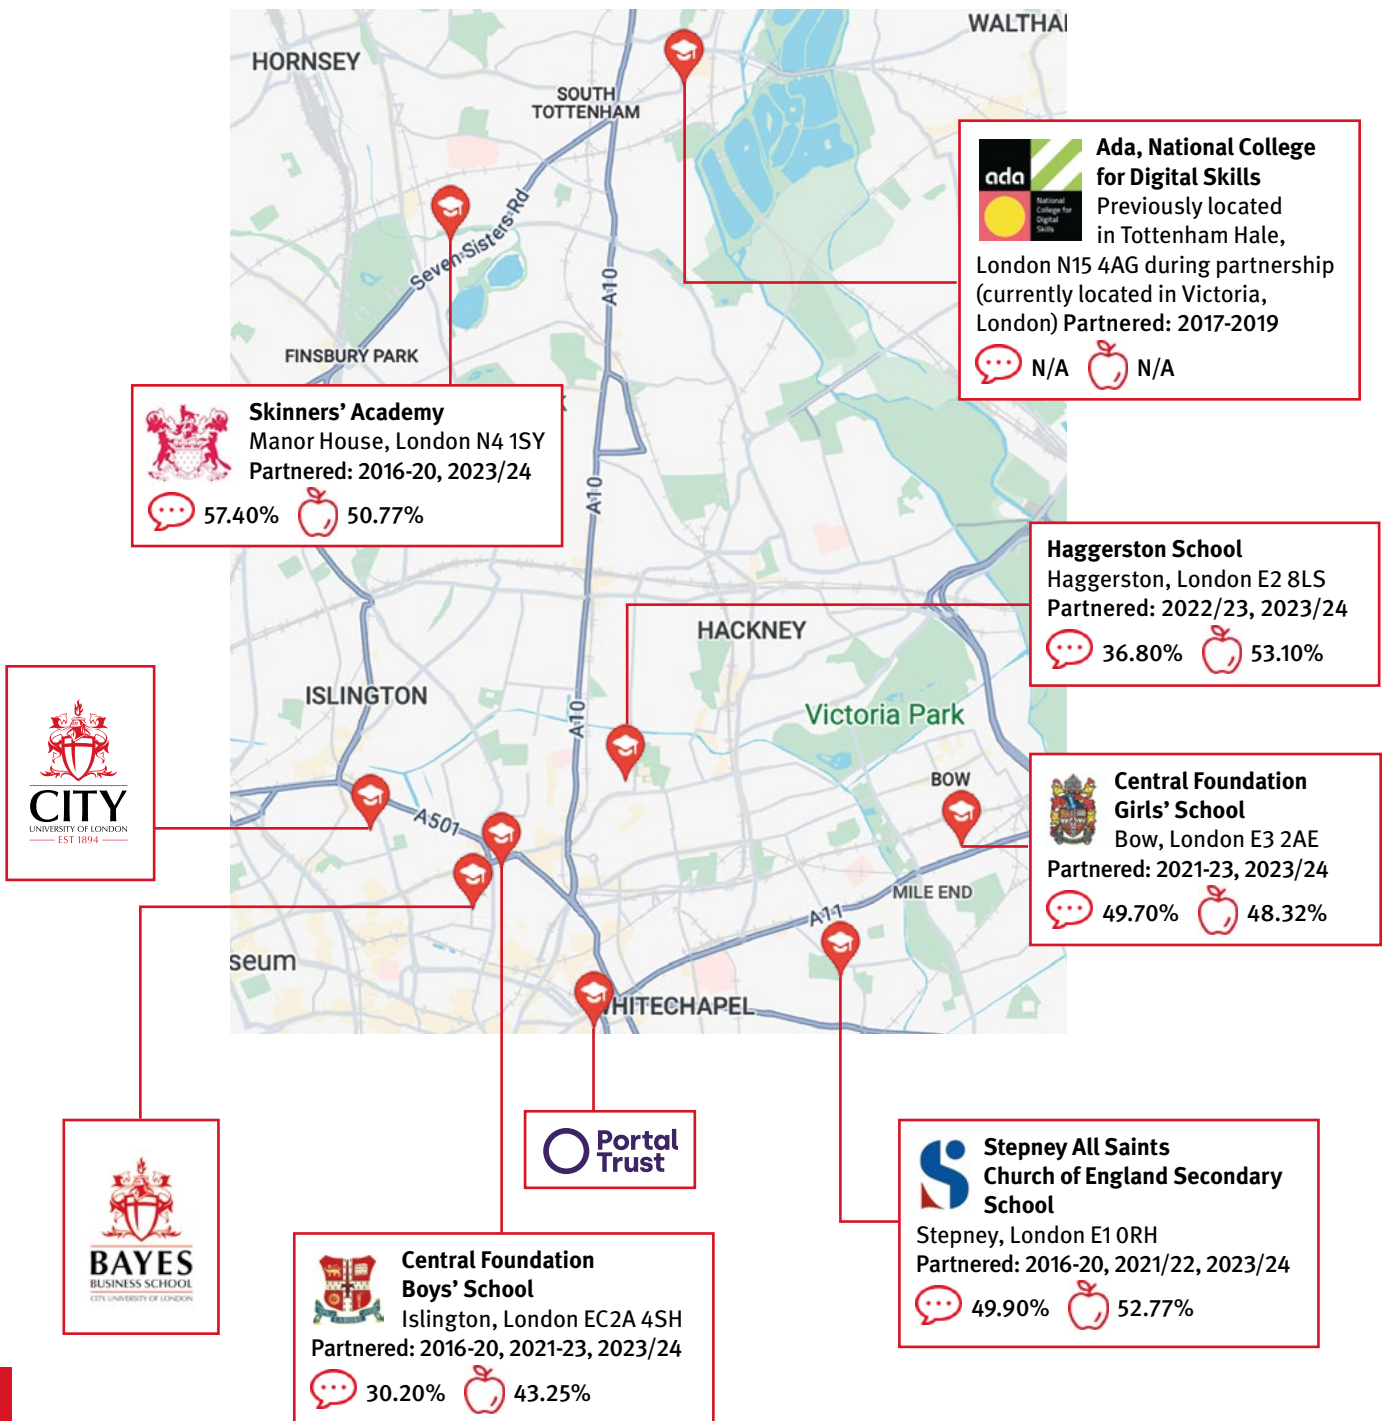 HORNSEY
WALTHA
SOUTH
TOTTENHAM
Seven Sisters Rd
A10
FINSBURY PARK
A10
A10
HACKNEY
ISLINGTON
Victoria Park
BOW
A501
MILE END
A11
seum
HITECHAPEL
ada
National
College for
Digital
Skills
Ada, National College
for Digital Skills
Previously located
in Tottenham Hale,
London N15 4AG during partnership
(currently located in Victoria,
London) Partnered: 2017-2019
N/A N/A
Skinners’ Academy
Manor House, London N4 1SY
Partnered: 2016-20, 2023/24
57.40% 50.77%
Haggerston School
Haggerston, London E2 8LS
Partnered: 2022/23, 2023/24
36.80% 53.10%
CITY
UNIVERSITY OF LONDON
EST 1894
Central Foundation
Girls’ School
Bow, London E3 2AE
Partnered: 2021-23, 2023/24
49.70% 48.32%
Portal
Trust
BAYES
BUSINESS SCHOOL
CITY, UNIVERSITY OF LONDON
Stepney All Saints
Church of England Secondary
School
Stepney, London E1 0RH
Partnered: 2016-20, 2021/22, 2023/24
49.90% 52.77%
Central Foundation
Boys’ School
Islington, London EC2A 4SH
Partnered: 2016-20, 2021-23, 2023/24
30.20% 43.25%